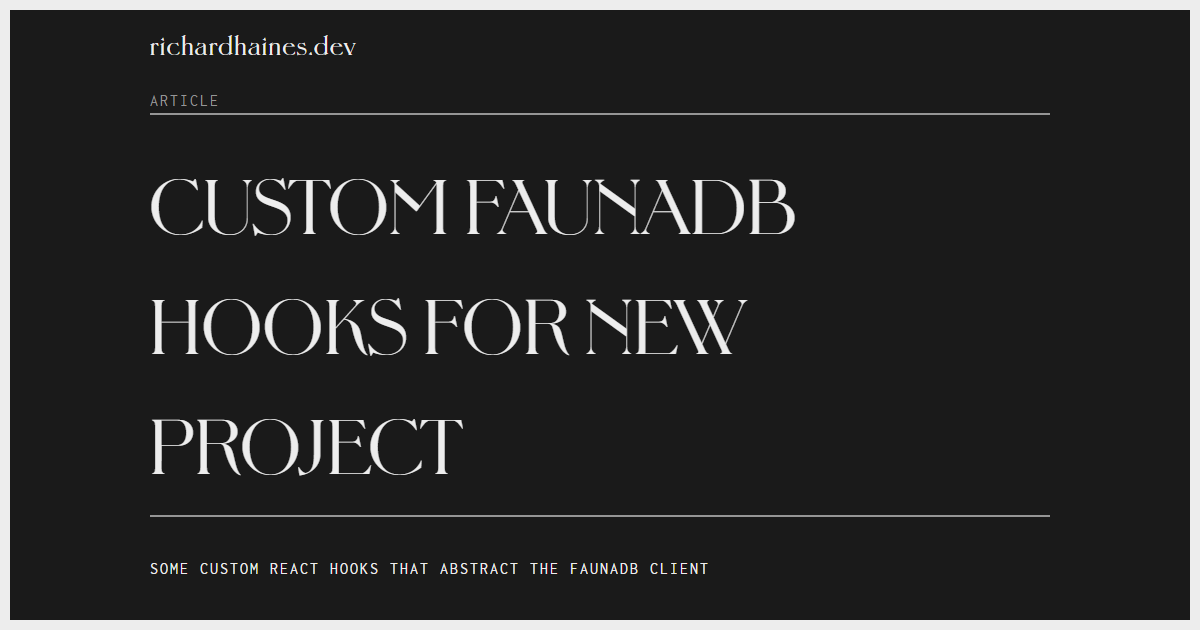 richardhaines.dev
ARTICLE
CUSTOM FAUNADB
HOOKS FOR NEW
PROJECT
SOME CUSTOM REACT HOOKS THAT ABSTRACT THE FAUNADB CLIENT